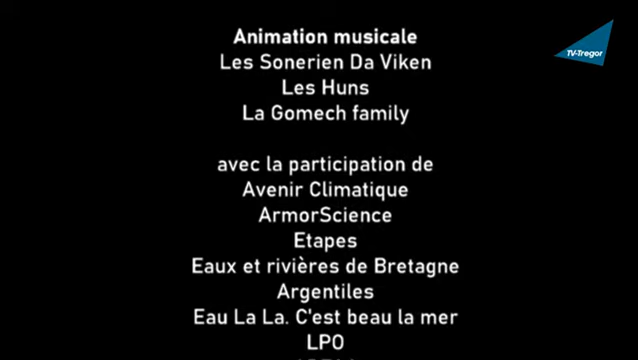 Animation musicale
Les Sonerien Da Viken
Les Huns
La Gomech family
avec la participation de
Avenir Climatique
ArmorScience
Etapes
Eaux et rivières de Bretagne
Argentiles
Eau La La. C'est beau la mer
LPO
TV-Tregor